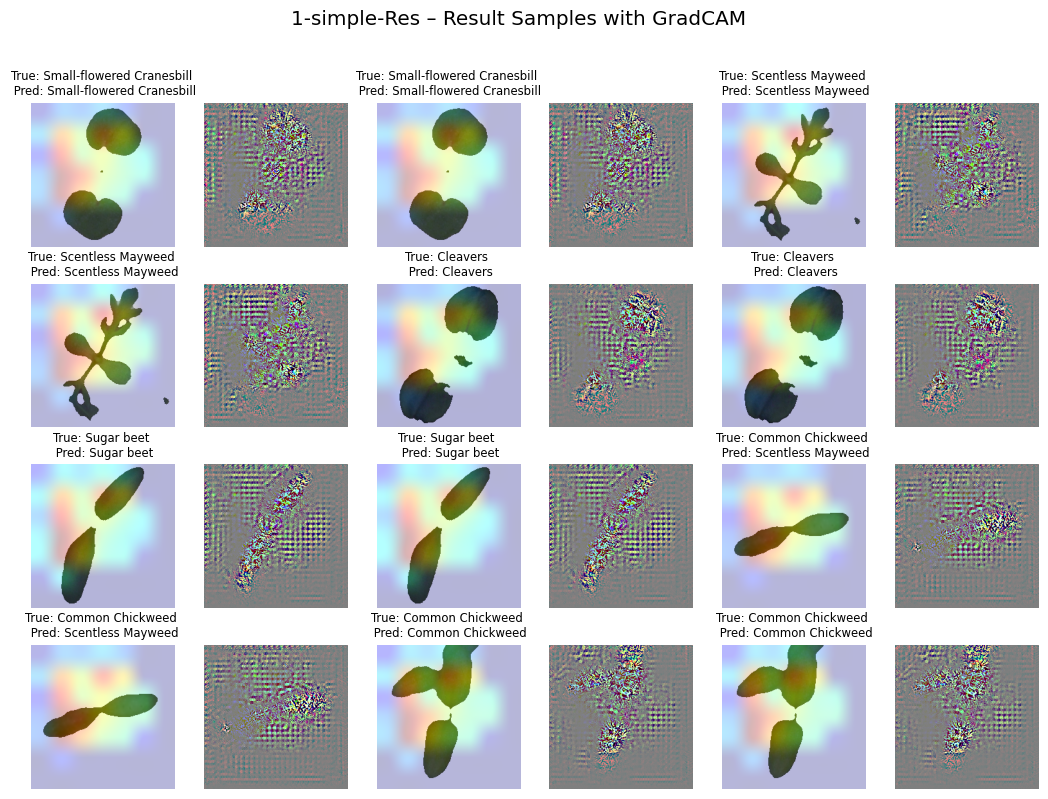 1-simple-Res – Result Samples with GradCAM
True: Small-flowered Cranesbill
Pred: Small-flowered Cranesbill
True: Small-flowered Cranesbill
Pred: Small-flowered Cranesbill
True: Scentless Mayweed
Pred: Scentless Mayweed
True: Scentless Mayweed
Pred: Scentless Mayweed
True: Cleavers
Pred: Cleavers
True: Cleavers
Pred: Cleavers
True: Sugar beet
Pred: Sugar beet
True: Sugar beet
Pred: Sugar beet
True: Common Chickweed
Pred: Scentless Mayweed
True: Common Chickweed
Pred: Scentless Mayweed
True: Common Chickweed
Pred: Common Chickweed
True: Common Chickweed
Pred: Common Chickweed